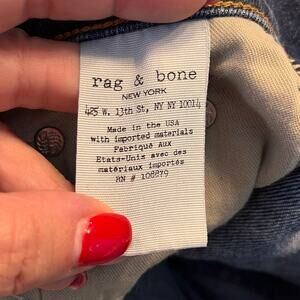 rag & bone
NEW YORK
425 W. 13th St, NY NY 10014
Made in the USA
with imported materials
Fabriqué Aux
Etats-Unis avec des
matériaux importés
RN # 108879